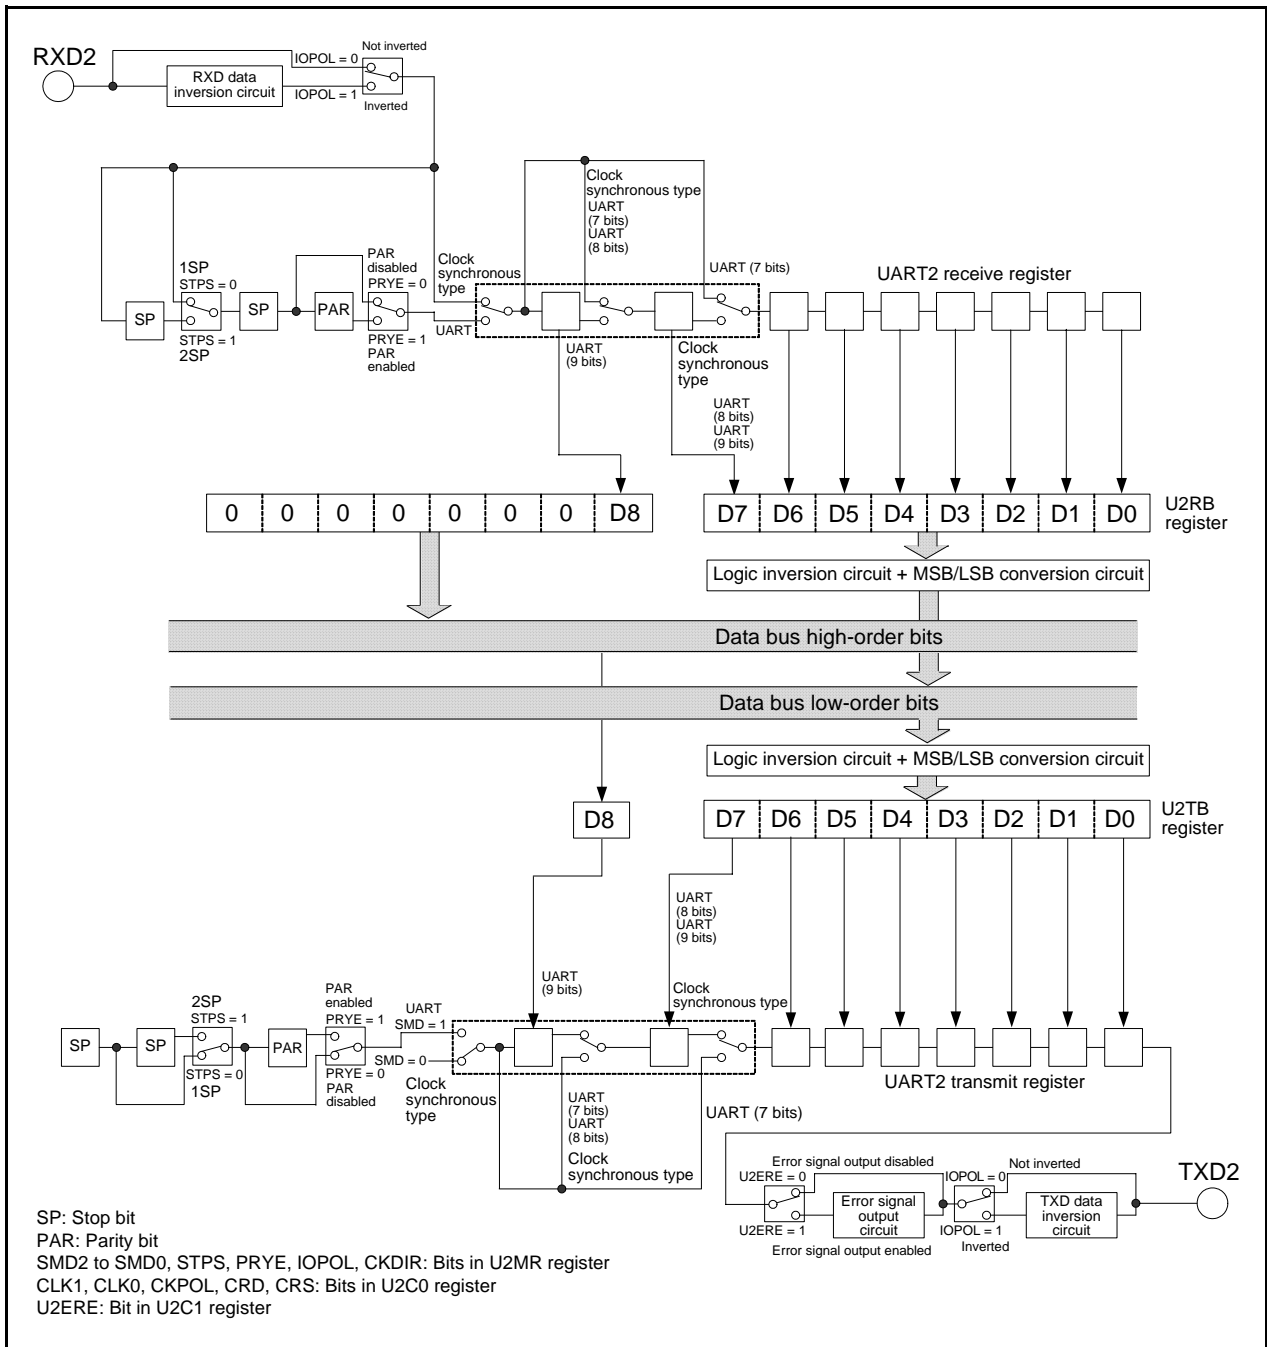 RXD2
Not inverted
IOPOL = 0
RXD data
inversion circuit
IOPOL = 1
Inverted
Clock
synchronous type
UART
(7 bits)
UART
(8 bits)
PAR
disabled
PRYE = 0
Clock
synchronous
type
UART (7 bits)
UART2 receive register
1SP
STPS = 0
SP
SP
PAR
STPS = 1
2SP
PRYE = 1
PAR
enabled
UART
UART
(9 bits)
Clock
synchronous
type
UART
(8 bits)
UART
(9 bits)
0 0 0 0 0 0 0 D8
D7 D6 D5 D4 D3 D2 D1 D0
U2RB
register
Logic inversion circuit + MSB/LSB conversion circuit
Data bus high-order bits
Data bus low-order bits
Logic inversion circuit + MSB/LSB conversion circuit
D8
D7 D6 D5 D4 D3 D2 D1 D0
U2TB
register
UART
(8 bits)
UART
(9 bits)
UART
(9 bits)
Clock
synchronous type
2SP
STPS = 1
PAR
enabled
PRYE = 1
UART
SMD = 1
SP
SP
PAR
STPS = 0
1SP
PRYE = 0
PAR
disabled
SMD = 0
Clock
synchronous
type
UART
(7 bits)
UART
(8 bits)
Clock
synchronous type
UART (7 bits)
UART2 transmit register
Error signal output disabled
U2ERE = 0
Error signal
output
circuit
U2ERE = 1
Error signal output enabled
Not inverted
IOPOL = 0
TXD data
inversion
circuit
IOPOL = 1
Inverted
TXD2
SP: Stop bit
PAR: Parity bit
SMD2 to SMD0, STPS, PRYE, IOPOL, CKDIR: Bits in U2MR register
CLK1, CLK0, CKPOL, CRD, CRS: Bits in U2C0 register
U2ERE: Bit in U2C1 register